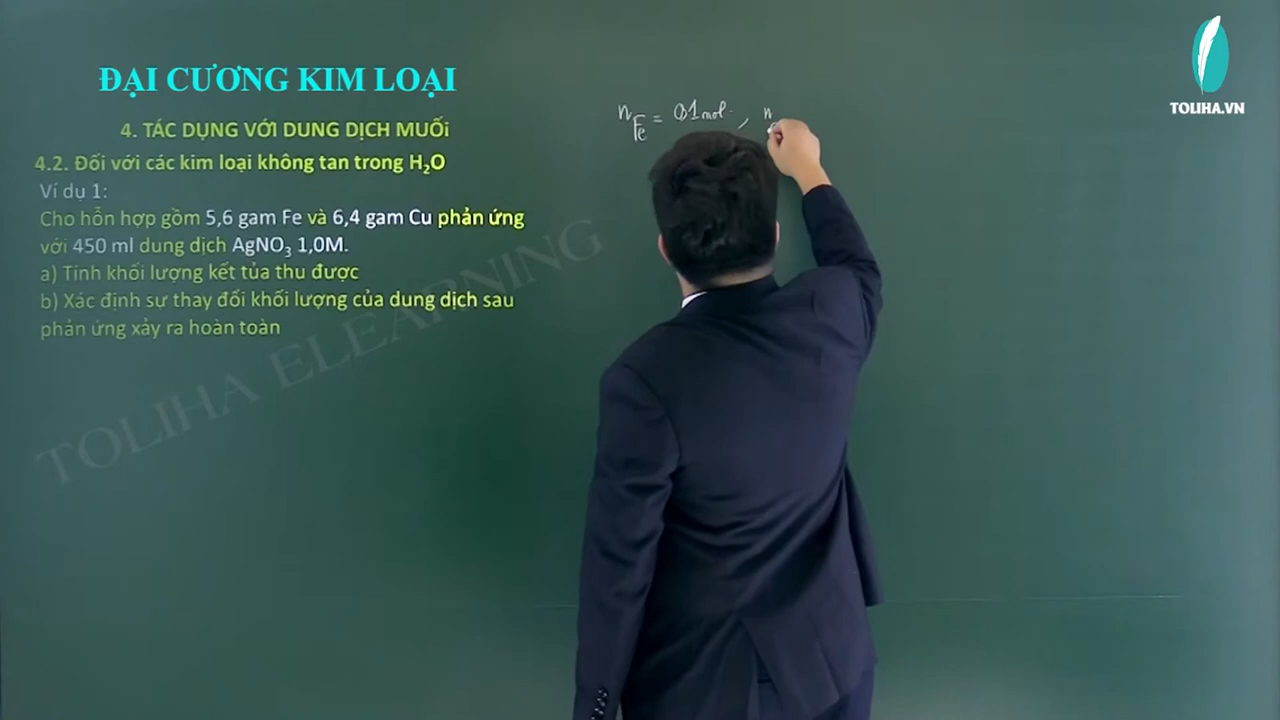 TOLIHA.VN
ĐẠI CƯƠNG KIM LOẠI
4. TÁC DỤNG VỚI DUNG DỊCH MUỐI
4.2. Đối với các kim loại không tan trong H₂O
Ví dụ 1:
Cho hỗn hợp gồm 5,6 gam Fe và 6,4 gam Cu phản ứng
với 450 ml dung dịch AgNO₃ 1,0M.
a) Tính khối lượng kết tủa thu được
b) Xác định sự thay đổi khối lượng của dung dịch sau
phản ứng xảy ra hoàn toàn
n Fe = 0,1 mol , n
TOLIHA ELEARNING